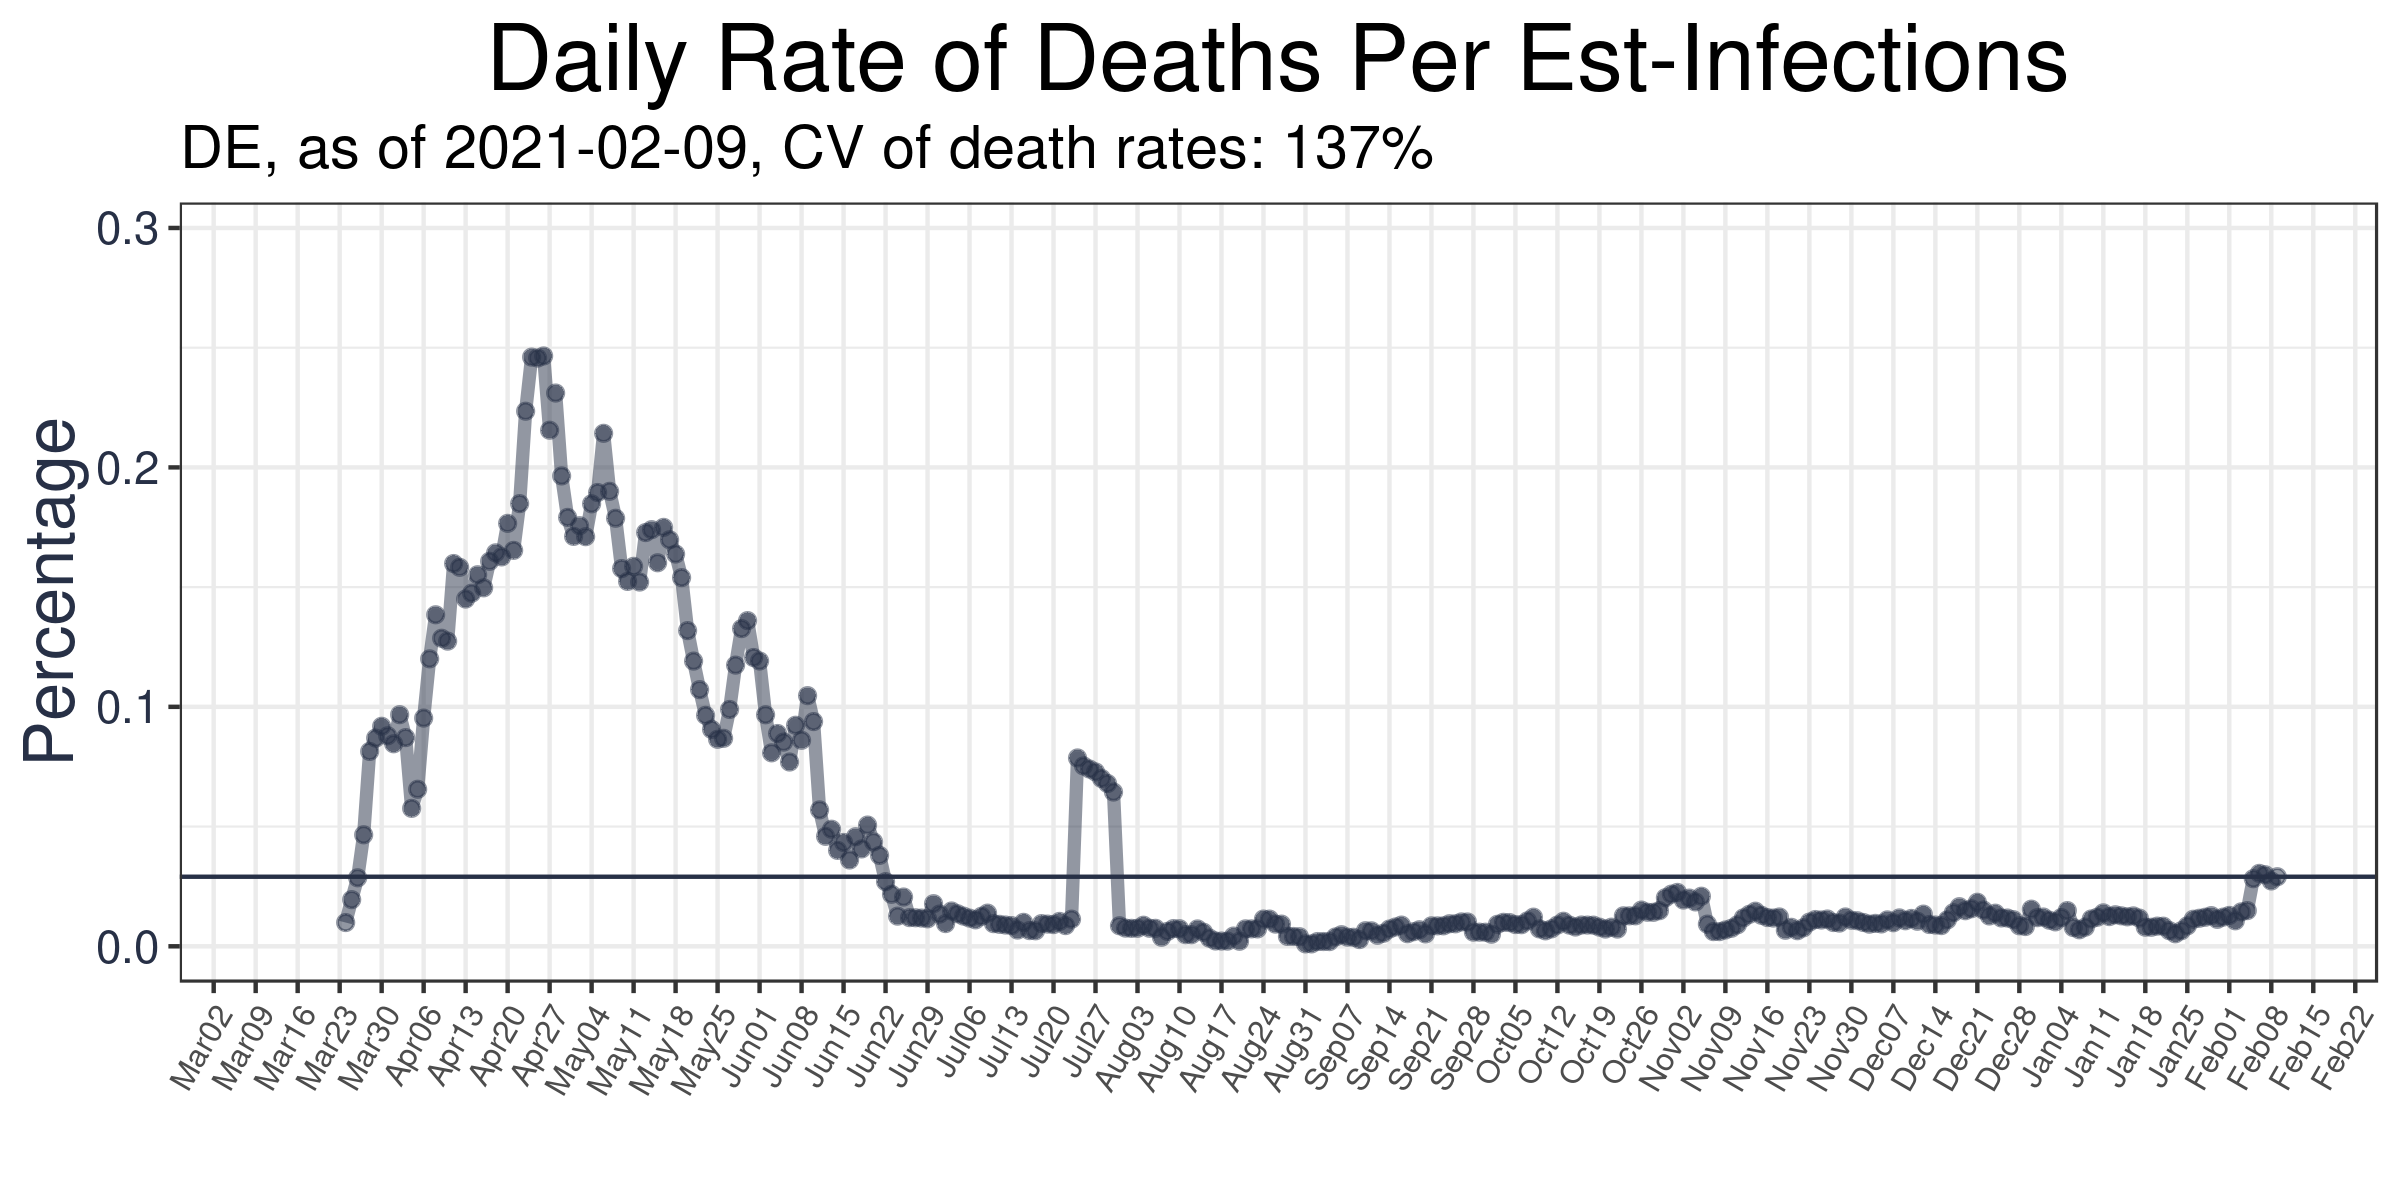 Daily Rate of Deaths Per Est-Infections
DE, as of 2021-02-09, CV of death rates: 137%
Percentage
0.3
0.2
0.1
0.0
Mar02
Mar09
Mar16
Mar23
Mar30
Apr06
Apr13
Apr20
Apr27
May04
May11
May18
May25
Jun01
Jun08
Jun15
Jun22
Jun29
Jul06
Jul13
Jul20
Jul27
Aug03
Aug10
Aug17
Aug24
Aug31
Sep07
Sep14
Sep21
Sep28
Oct05
Oct12
Oct19
Oct26
Nov02
Nov09
Nov16
Nov23
Nov30
Dec07
Dec14
Dec21
Dec28
Jan04
Jan11
Jan18
Jan25
Feb01
Feb08
Feb15
Feb22